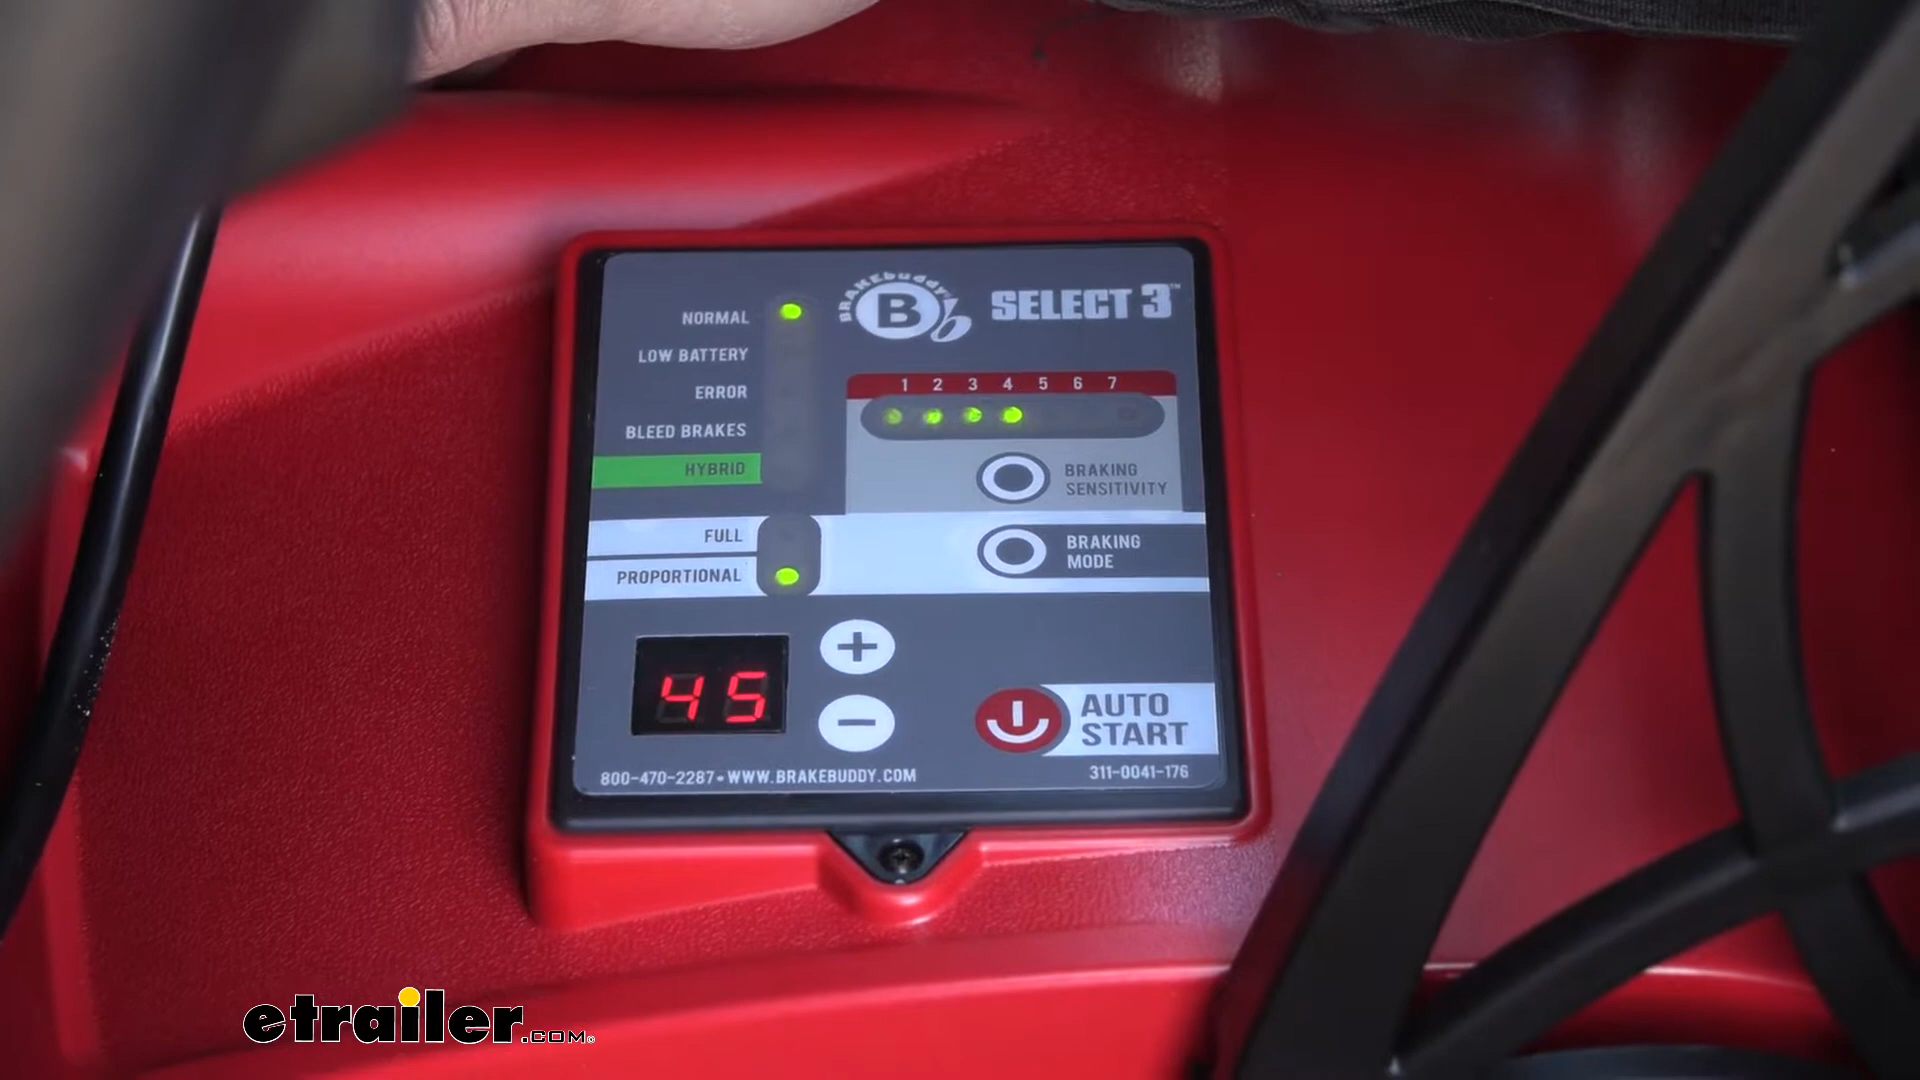 BRAKEbuddy
B
SELECT 3™
NORMAL
LOW BATTERY
ERROR
BLEED BRAKES
HYBRID
1 2 3 4 5 6 7
BRAKING
SENSITIVITY
FULL
PROPORTIONAL
BRAKING
MODE
45
+
−
AUTO
START
800-470-2287•WWW.BRAKEBUDDY.COM
311-0041-176
etrailer.COM